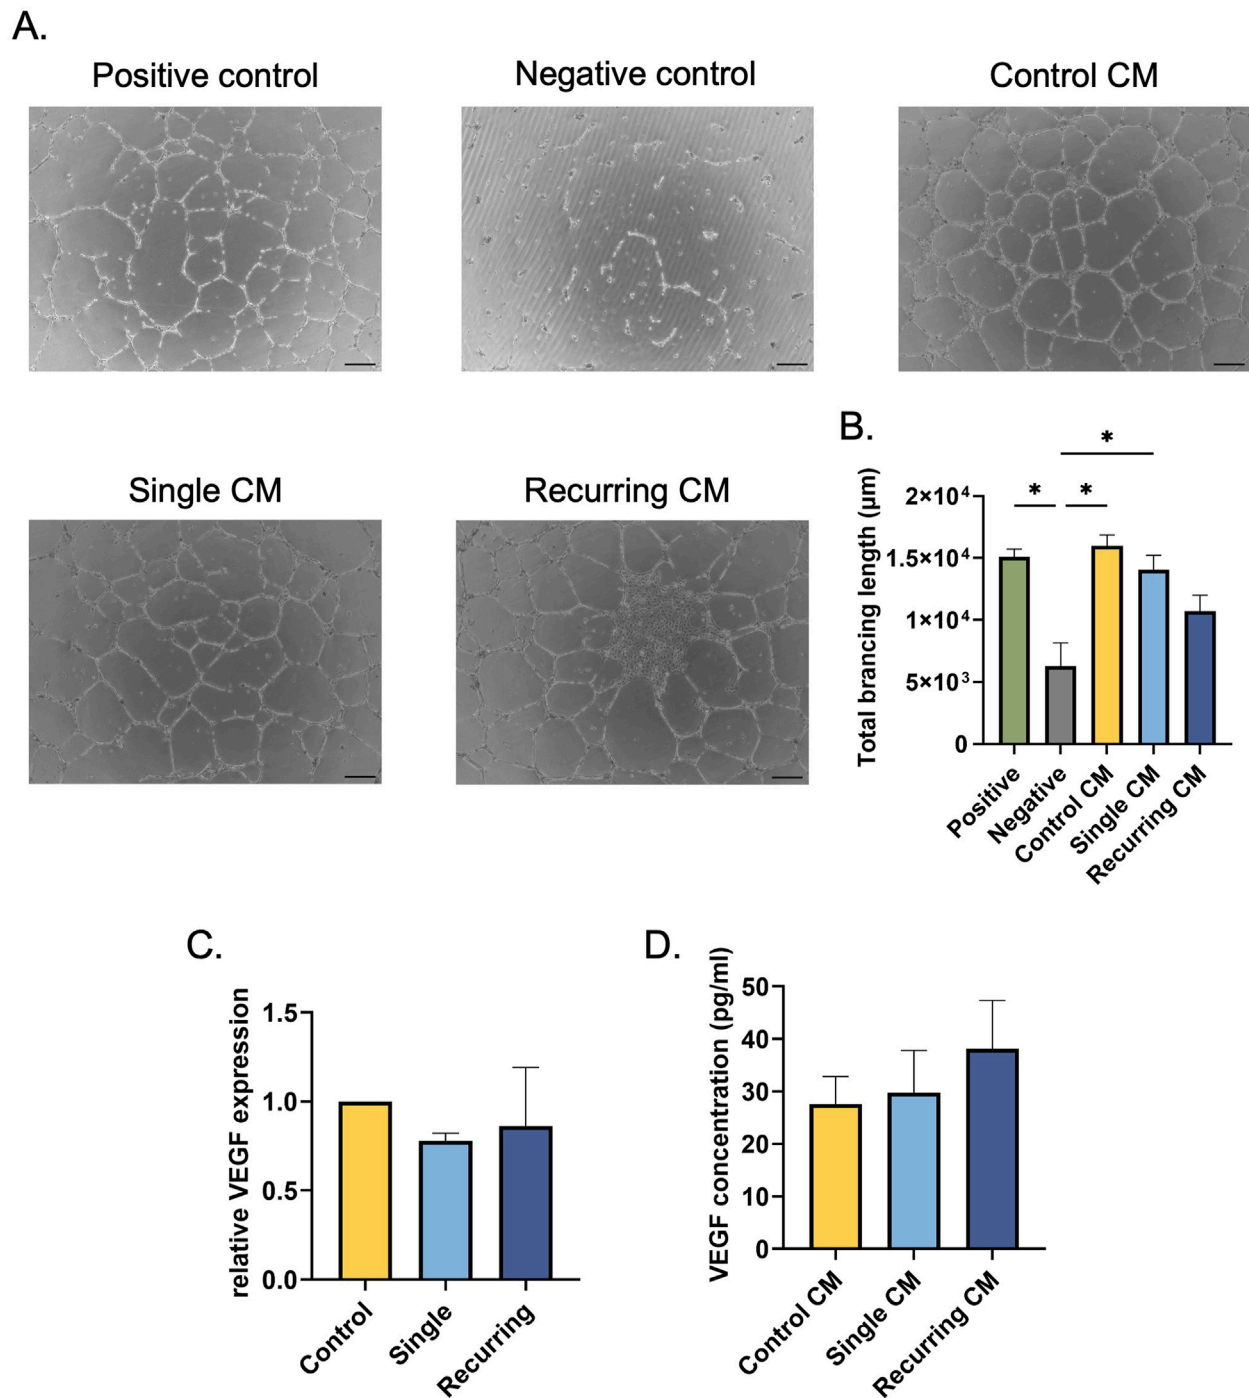 A.
Positive control
Negative control
Control CM
Single CM
Recurring CM
B.
Total brancing length (µm)
2×10⁴
1.5×10⁴
1×10⁴
5×10³
0
*
*
*
Positive
Negative
Control CM
Single CM
Recurring CM
C.
relative VEGF expression
1.5
1.0
0.5
0.0
Control
Single
Recurring
D.
VEGF concentration (pg/ml)
50
40
30
20
10
0
Control CM
Single CM
Recurring CM